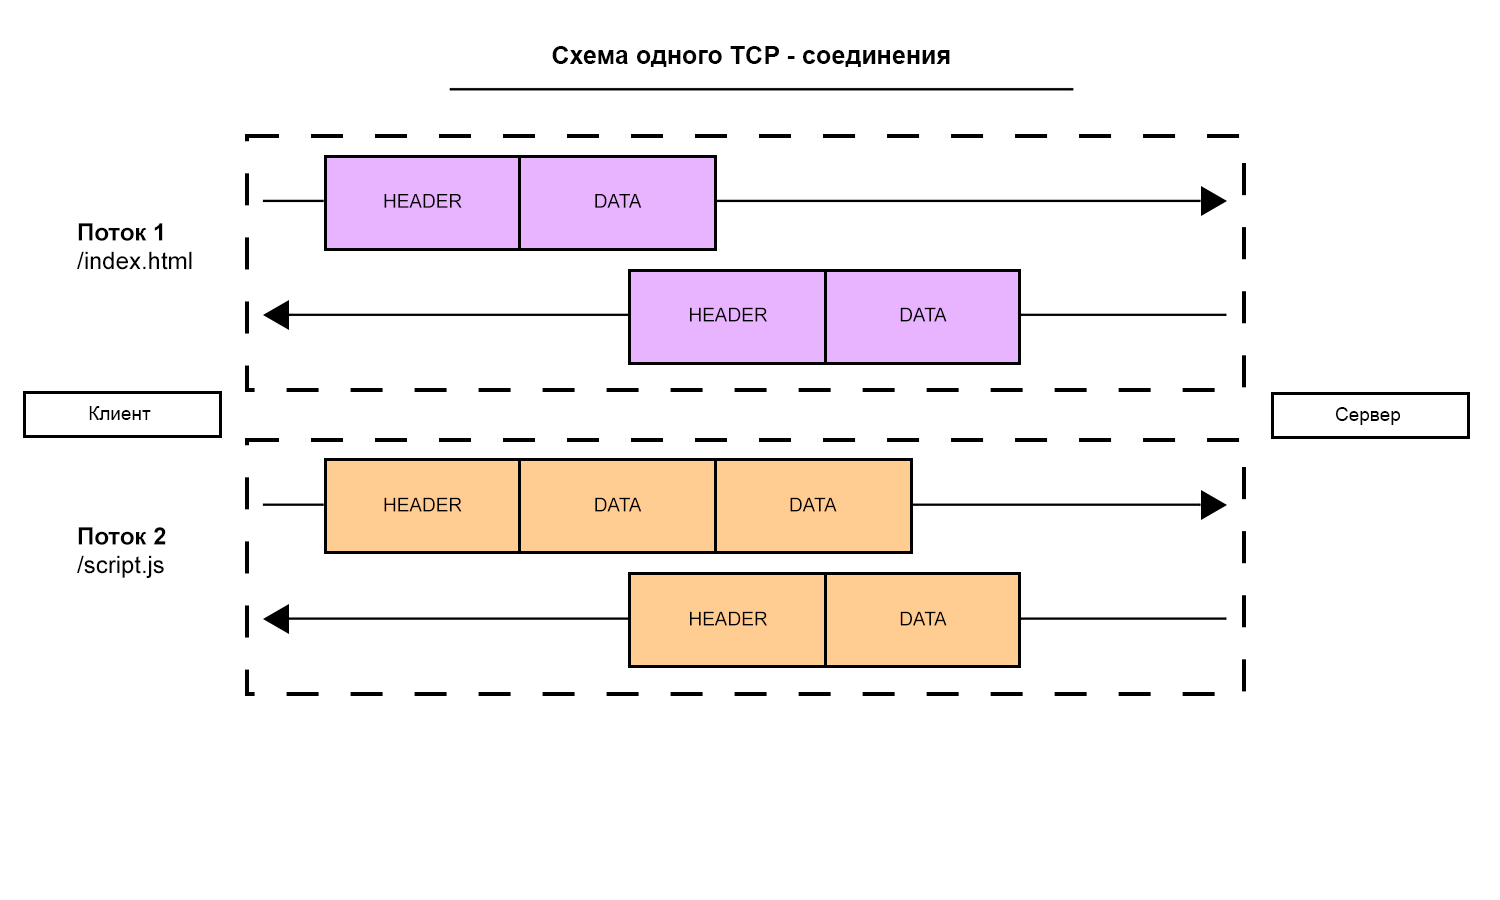 Схема одного TCP - соединения
HEADER DATA
Поток 1
/index.html
HEADER DATA
Клиент
Сервер
HEADER DATA DATA
Поток 2
/script.js
HEADER DATA